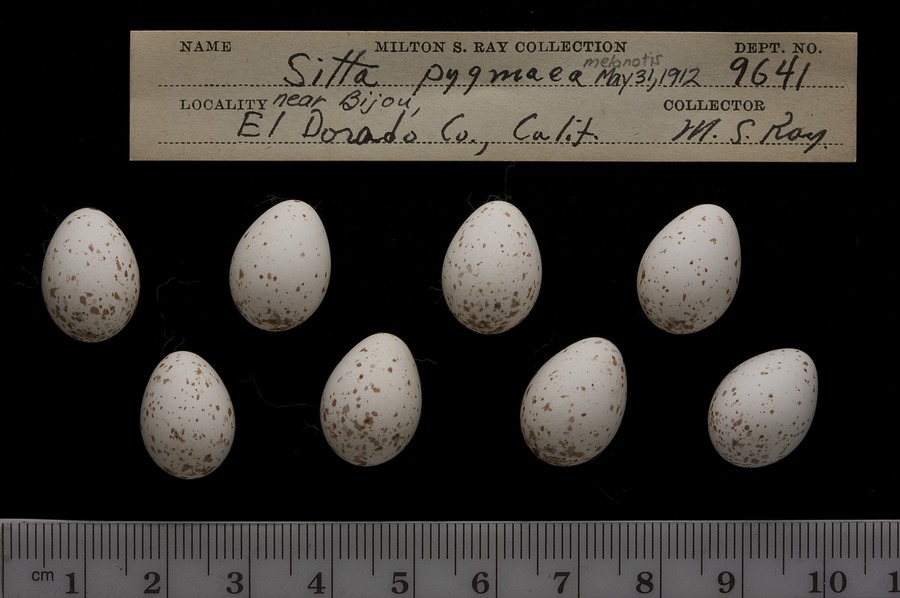 NAME MILTON S. RAY COLLECTION DEPT. NO.
melanotis
Sitta pygmaea May 31, 1912 9641
LOCALITY near Bijou, COLLECTOR
El Dorado Co., Calif. M. S. Ray.
cm 1 2 3 4 5 6 7 8 9 10 1